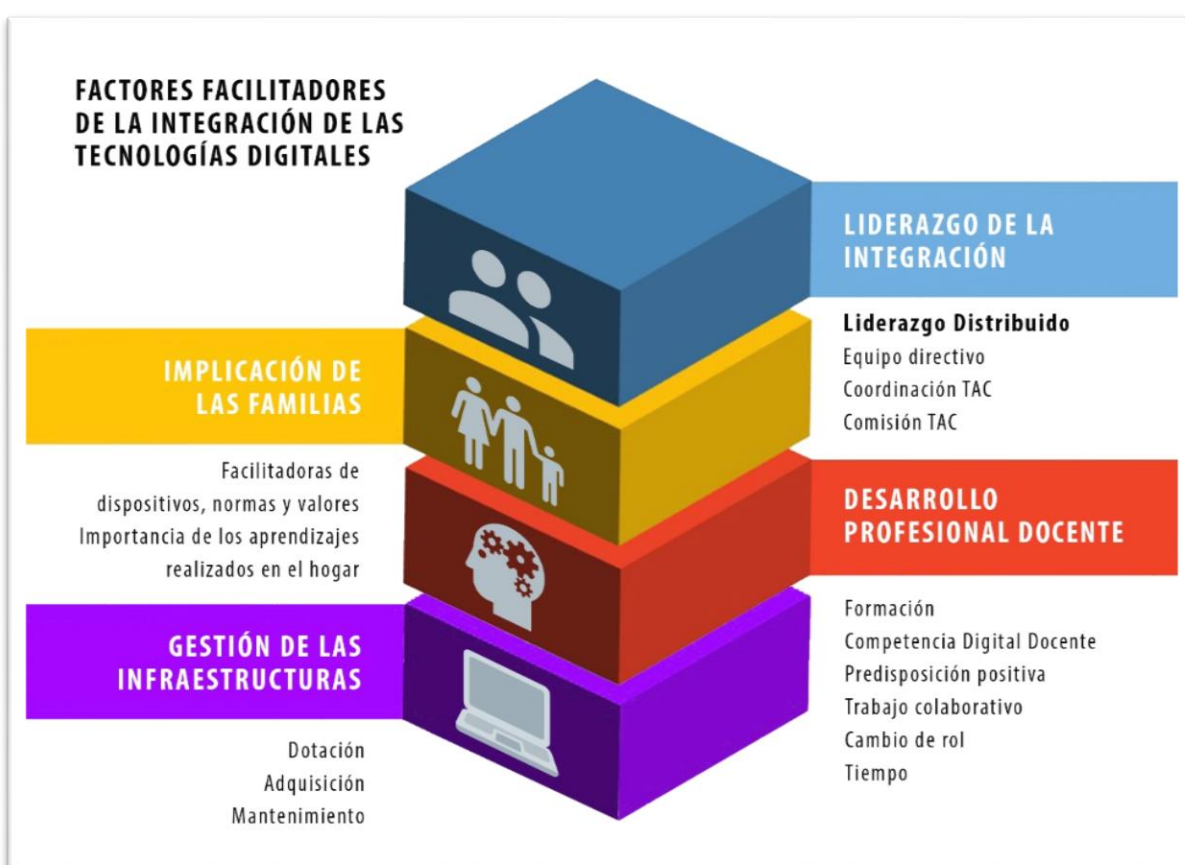 FACTORES FACILITADORES
DE LA INTEGRACIÓN DE LAS
TECNOLOGÍAS DIGITALES
LIDERAZGO DE LA
INTEGRACIÓN
Liderazgo Distribuido
Equipo directivo
Coordinación TAC
Comisión TAC
IMPLICACIÓN DE
LAS FAMILIAS
Facilitadoras de
dispositivos, normas y valores
Importancia de los aprendizajes
realizados en el hogar
DESARROLLO
PROFESIONAL DOCENTE
Formación
Competencia Digital Docente
Predisposición positiva
Trabajo colaborativo
Cambio de rol
Tiempo
GESTIÓN DE LAS
INFRAESTRUCTURAS
Dotación
Adquisición
Mantenimiento